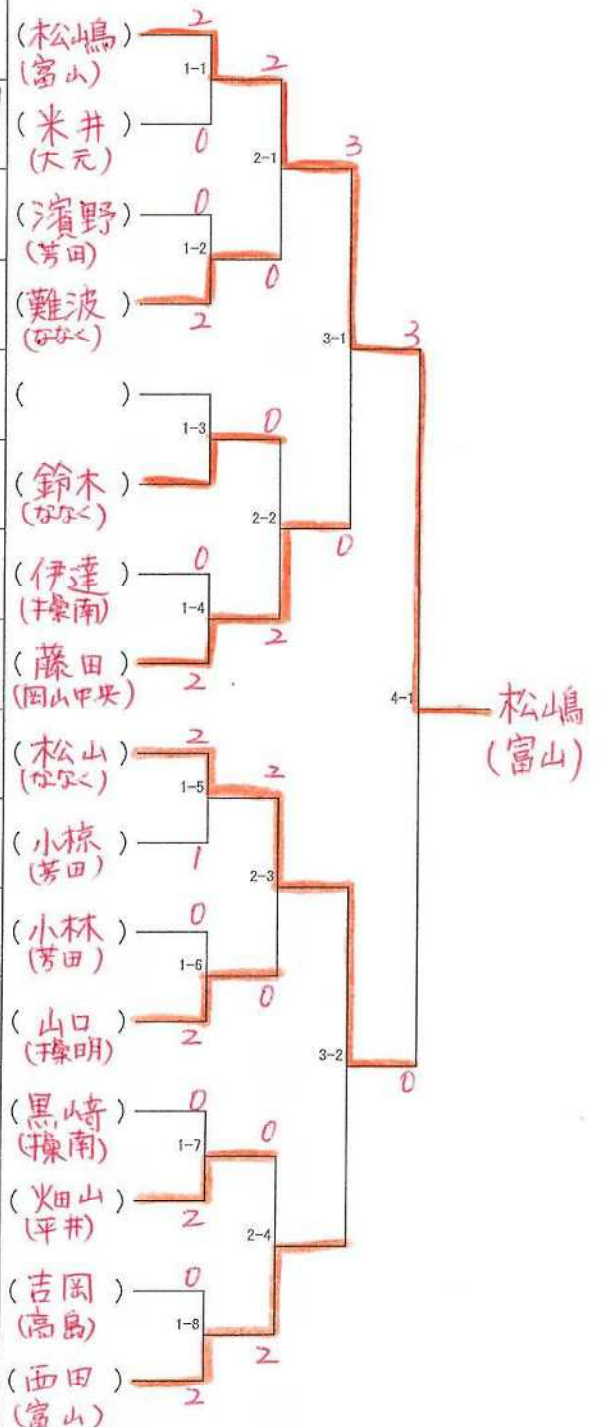 2
(松嶋)
(富山)
1-1
2
(米井)
(大元)
0
2-1
3
(濱野)
(芳田)
0
1-2
0
(難波)
(ななく)
2
3-1
3
( )
1-3
0
(鈴木)
(ななく)
2-2
0
(伊達)
(操南)
0
1-4
2
(藤田)
(岡山中央)
2
4-1
松嶋
(富山)
(松山)
(ななく)
2
1-5
2
(小椋)
(芳田)
1
2-3
(小林)
(芳田)
0
1-6
0
(山口)
(操明)
2
3-2
0
(黒崎)
(操南)
0
1-7
0
(畑山)
(平井)
2
2-4
(吉岡)
(高島)
0
1-8
2
(西田)
(富山)
2